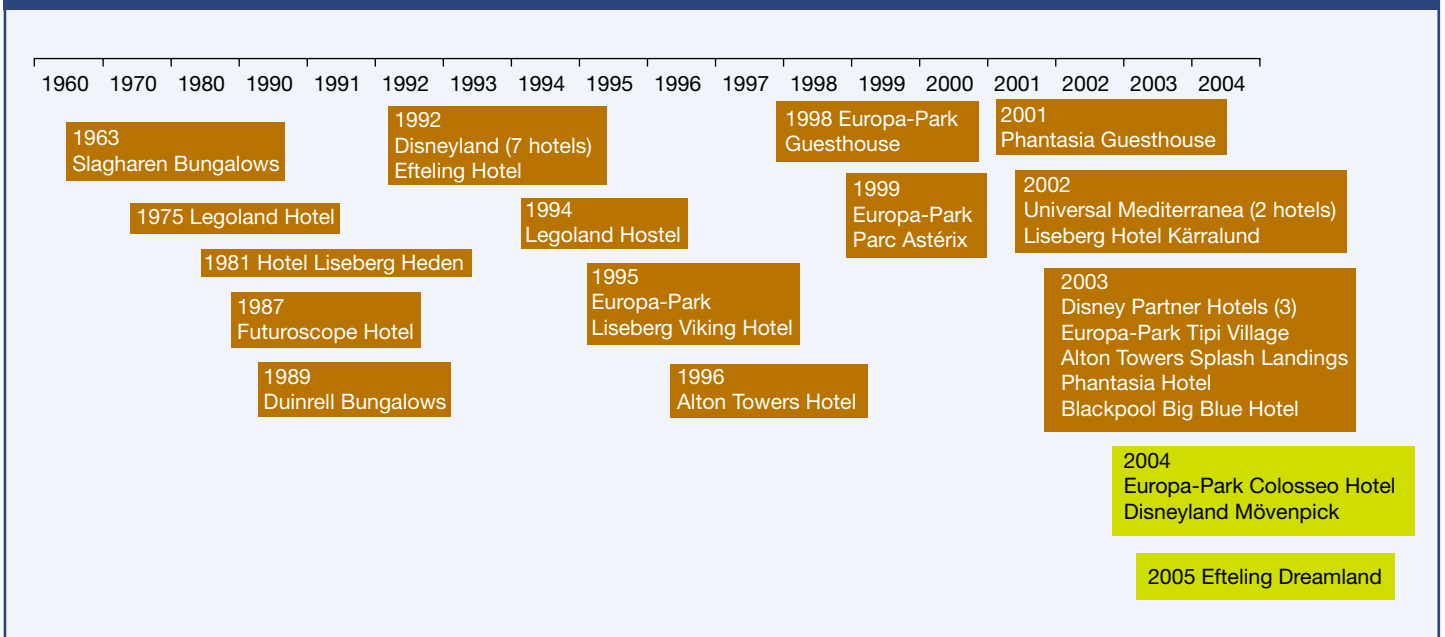 1960 1970 1980 1990 1991 1992 1993 1994 1995 1996 1997 1998 1999 2000 2001 2002 2003 2004
1963
Slagharen Bungalows
1975 Legoland Hotel
1981 Hotel Liseberg Heden
1987
Futuroscope Hotel
1989
Duinrell Bungalows
1992
Disneyland (7 hotels)
Efteling Hotel
1994
Legoland Hostel
1995
Europa-Park
Liseberg Viking Hotel
1996
Alton Towers Hotel
1998 Europa-Park
Guesthouse
1999
Europa-Park
Parc Astérix
2001
Phantasia Guesthouse
2002
Universal Mediterranea (2 hotels)
Liseberg Hotel Kärralund
2003
Disney Partner Hotels (3)
Europa-Park Tipi Village
Alton Towers Splash Landings
Phantasia Hotel
Blackpool Big Blue Hotel
2004
Europa-Park Colosseo Hotel
Disneyland Mövenpick
2005 Efteling Dreamland